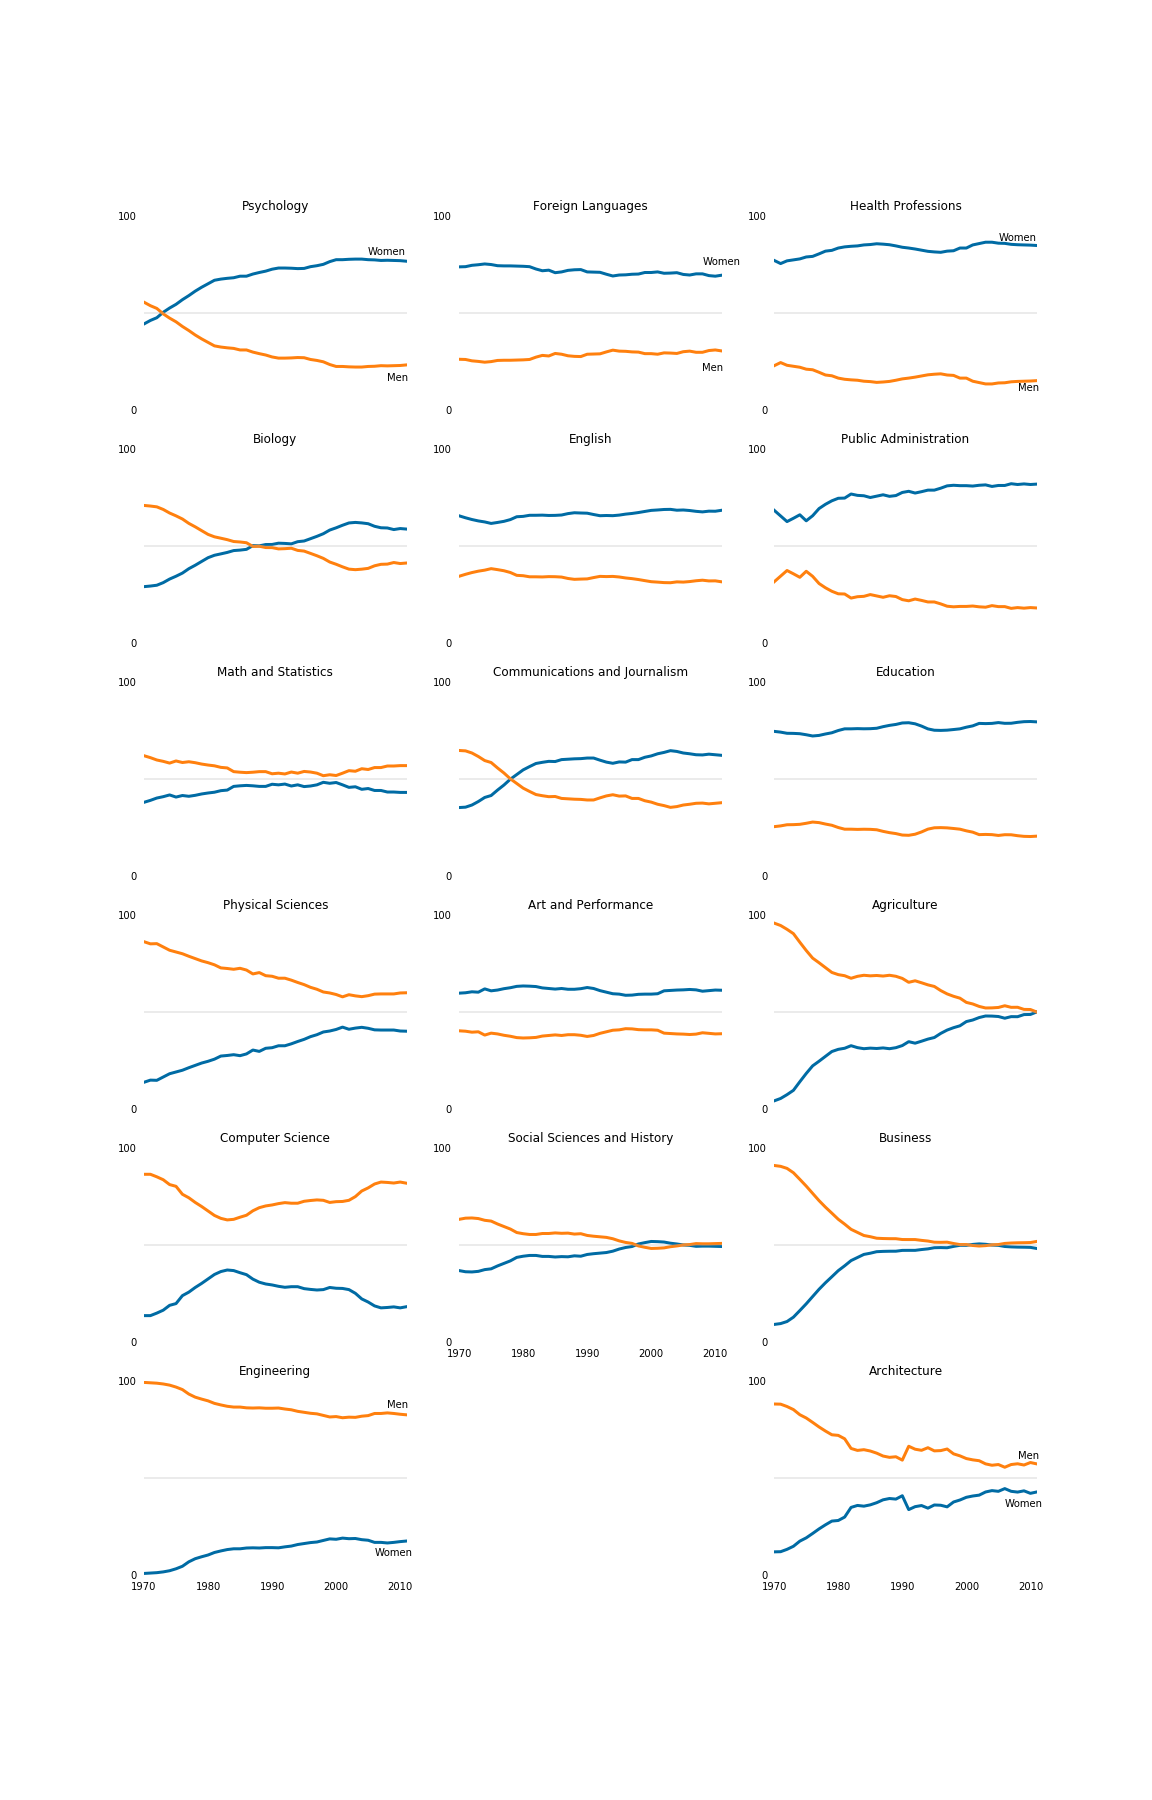 Psychology
Foreign Languages
Health Professions
100
100
100
Women
Women
Women
Men
Men
Men
0
0
0
Biology
English
Public Administration
100
100
100
0
0
0
Math and Statistics
Communications and Journalism
Education
100
100
100
0
0
0
Physical Sciences
Art and Performance
Agriculture
100
100
100
0
0
0
Computer Science
Social Sciences and History
Business
100
100
100
0
0
0
1970 1980 1990 2000 2010
Engineering
Architecture
100
100
Men
Men
Women
Women
0
0
1970 1980 1990 2000 2010
1970 1980 1990 2000 2010